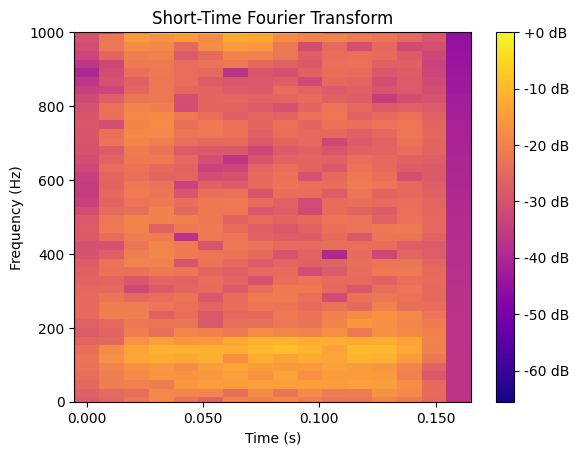 Short-Time Fourier Transform
1000
800
600
400
200
0
Frequency (Hz)
0.000
0.050
0.100
0.150
Time (s)
+0 dB
-10 dB
-20 dB
-30 dB
-40 dB
-50 dB
-60 dB